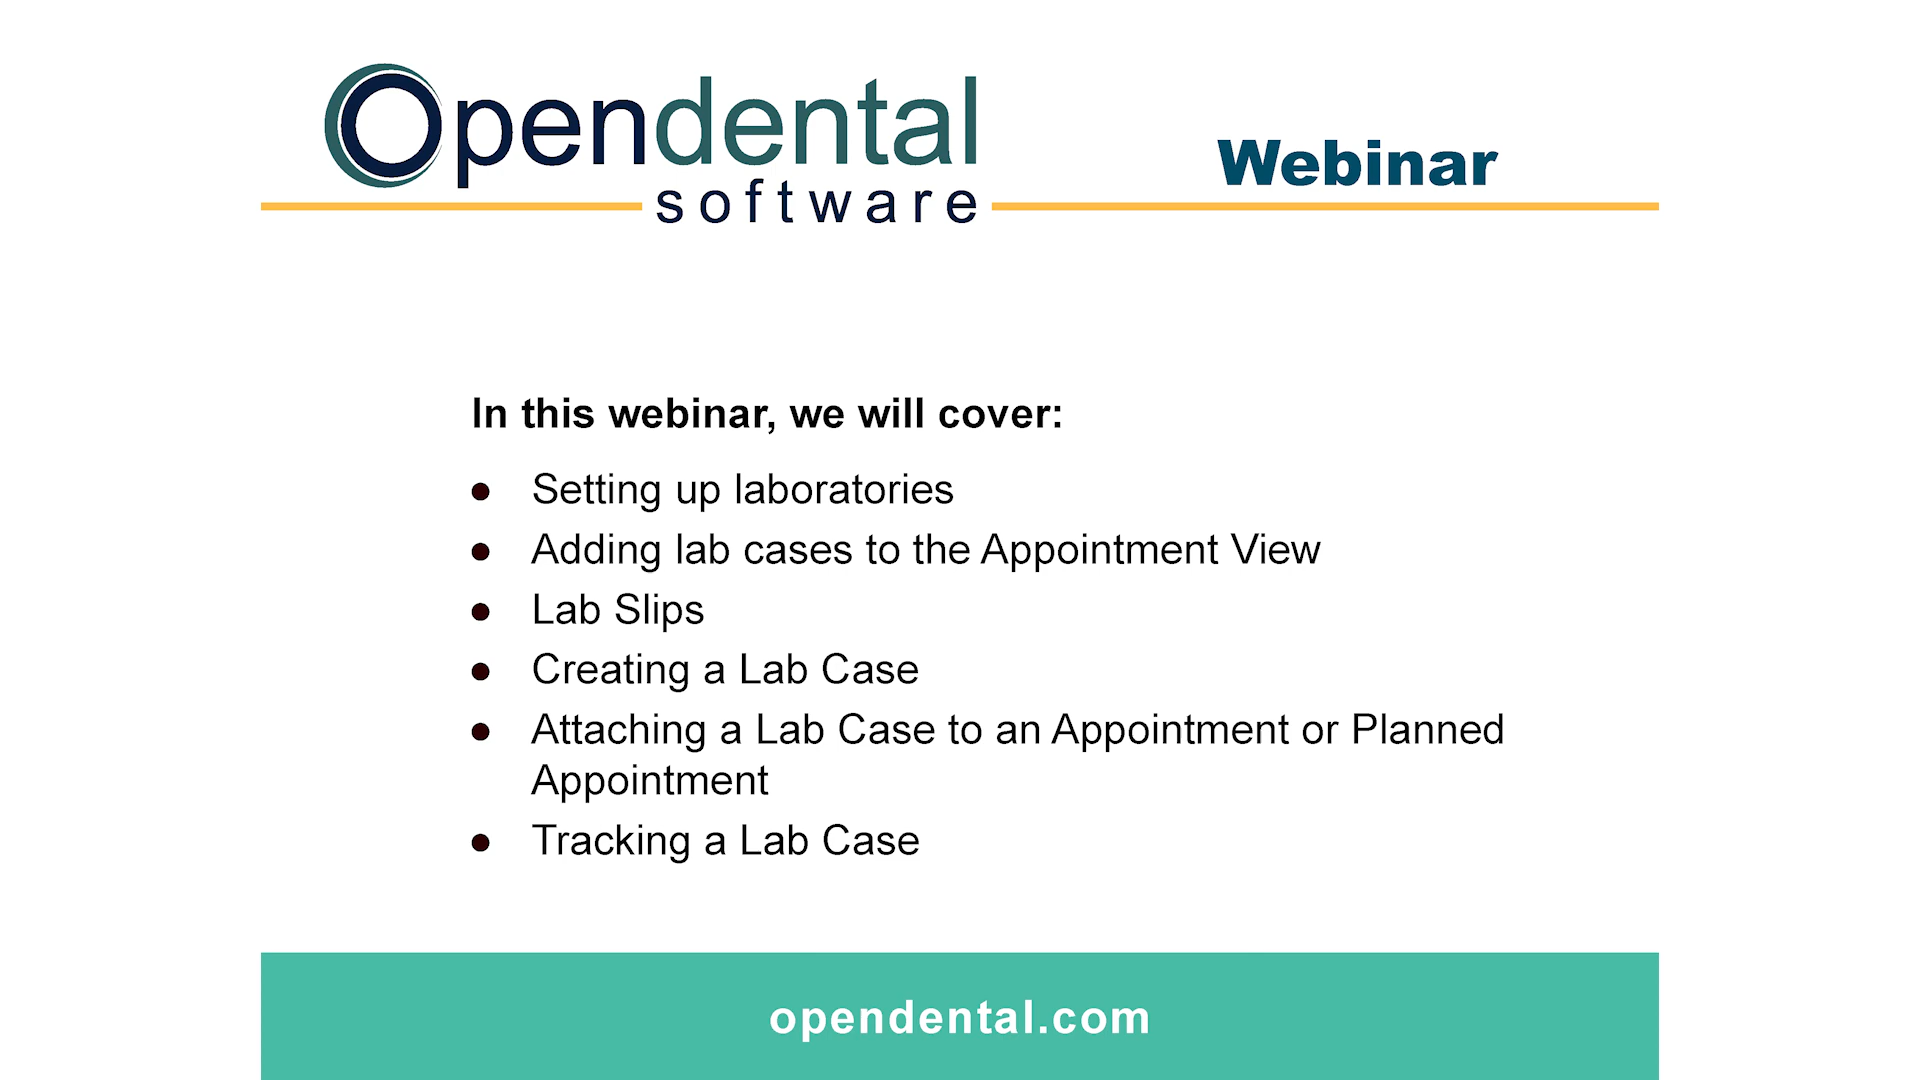 Opendental
software
Webinar
In this webinar, we will cover:
● Setting up laboratories
● Adding lab cases to the Appointment View
● Lab Slips
● Creating a Lab Case
● Attaching a Lab Case to an Appointment or Planned
Appointment
● Tracking a Lab Case
opendental.com